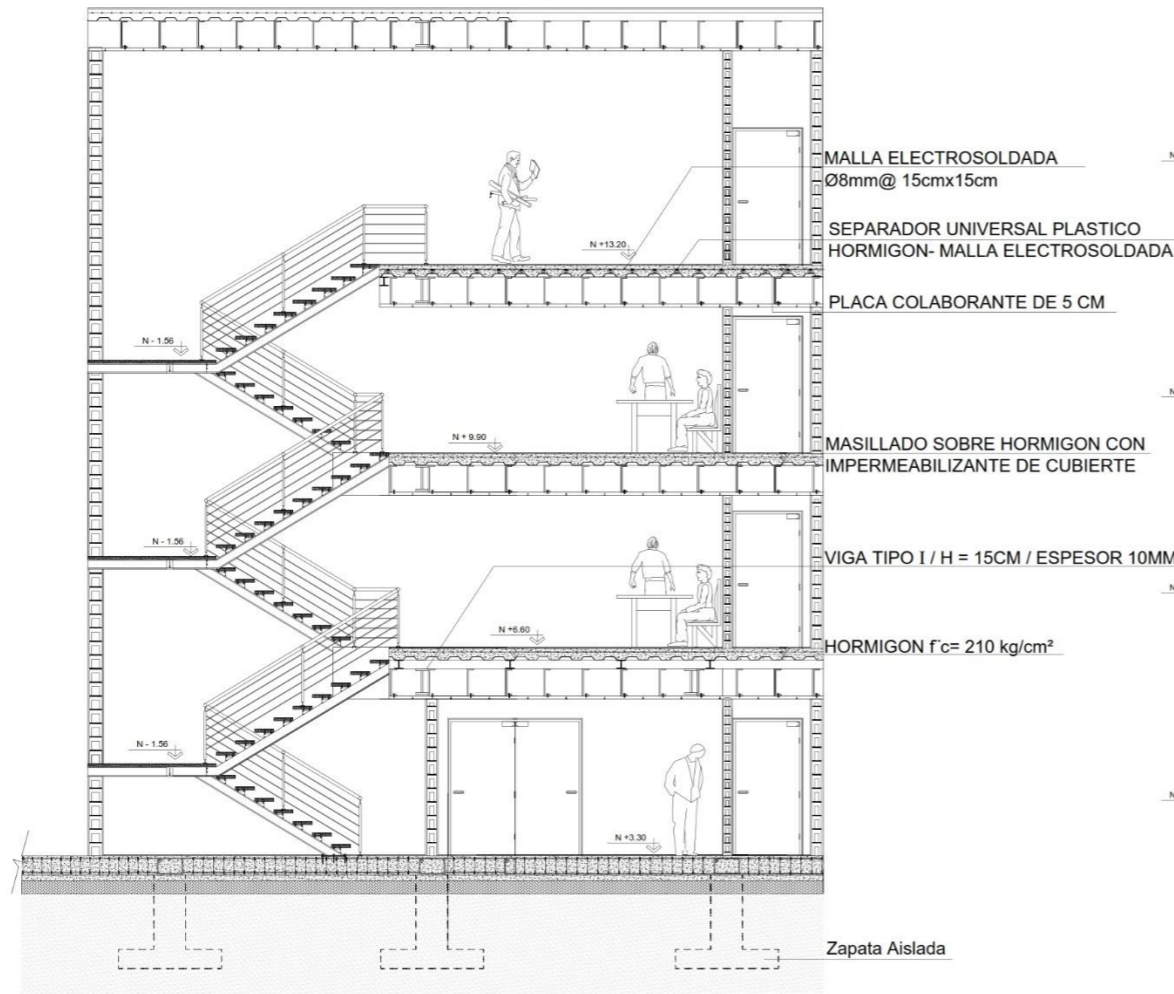 MALLA ELECTROSOLDADA
Ø8mm@ 15cmx15cm
SEPARADOR UNIVERSAL PLASTICO
HORMIGON- MALLA ELECTROSOLDADA
N +13.20
PLACA COLABORANTE DE 5 CM
N - 1.56
N + 9.90
MASILLADO SOBRE HORMIGON CON
IMPERMEABILIZANTE DE CUBIERTE
N - 1.56
VIGA TIPO I / H = 15CM / ESPESOR 10MM
N +6.60
HORMIGON f´c= 210 kg/cm²
N - 1.56
N +3.30
Zapata Aislada